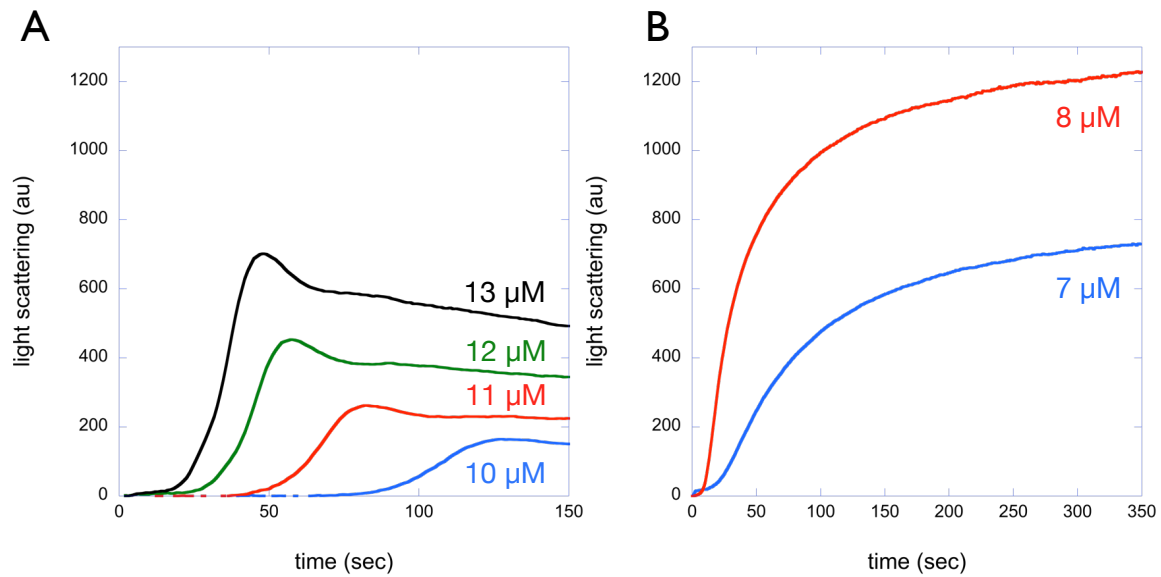 A
1200
1000
800
600
400
200
0
0 50 100 150
light scattering (au)
time (sec)
13 µM
12 µM
11 µM
10 µM
B
1200
1000
800
600
400
200
0
0 50 100 150 200 250 300 350
light scattering (au)
time (sec)
8 µM
7 µM